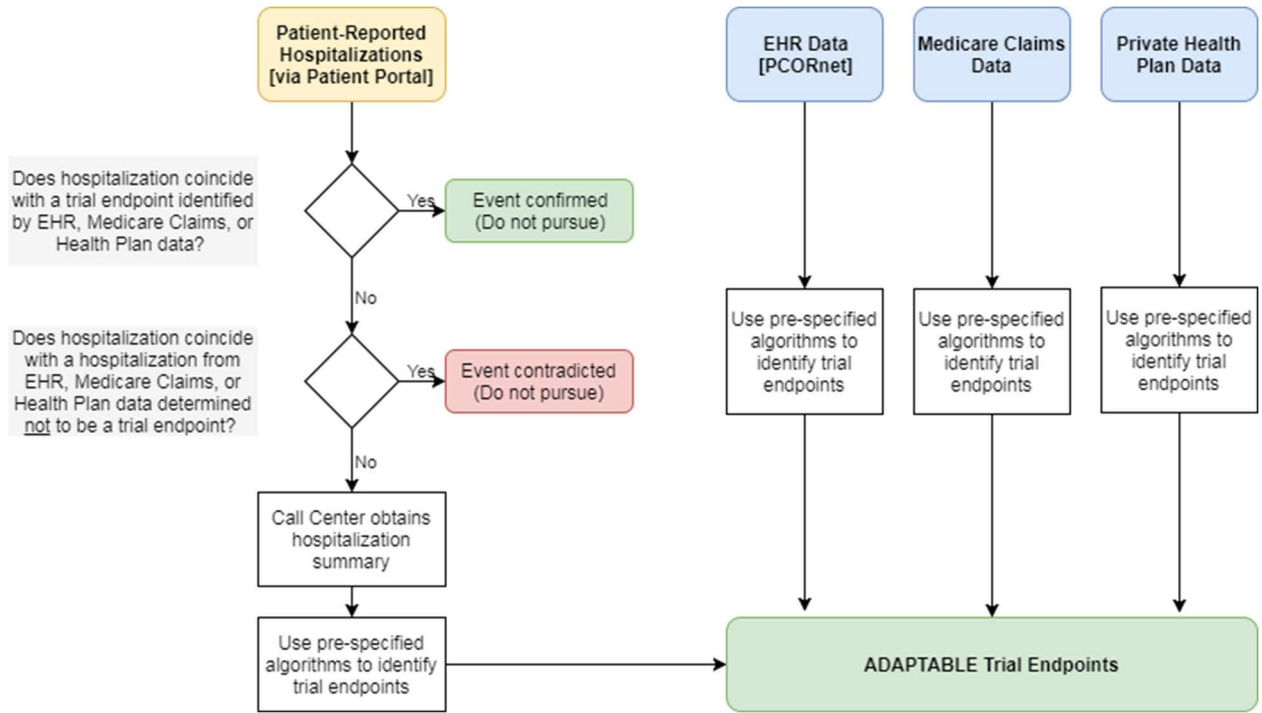 Patient-Reported
Hospitalizations
[via Patient Portal]
EHR Data
[PCORnet]
Medicare Claims
Data
Private Health
Plan Data
Does hospitalization coincide
with a trial endpoint identified
by EHR, Medicare Claims, or
Health Plan data?
Yes
Event confirmed
(Do not pursue)
No
Does hospitalization coincide
with a hospitalization from
EHR, Medicare Claims, or
Health Plan data determined
not to be a trial endpoint?
Yes
Event contradicted
(Do not pursue)
No
Use pre-specified
algorithms to
identify trial
endpoints
Use pre-specified
algorithms to
identify trial
endpoints
Use pre-specified
algorithms to
identify trial
endpoints
Call Center obtains
hospitalization
summary
Use pre-specified
algorithms to identify
trial endpoints
ADAPTABLE Trial Endpoints